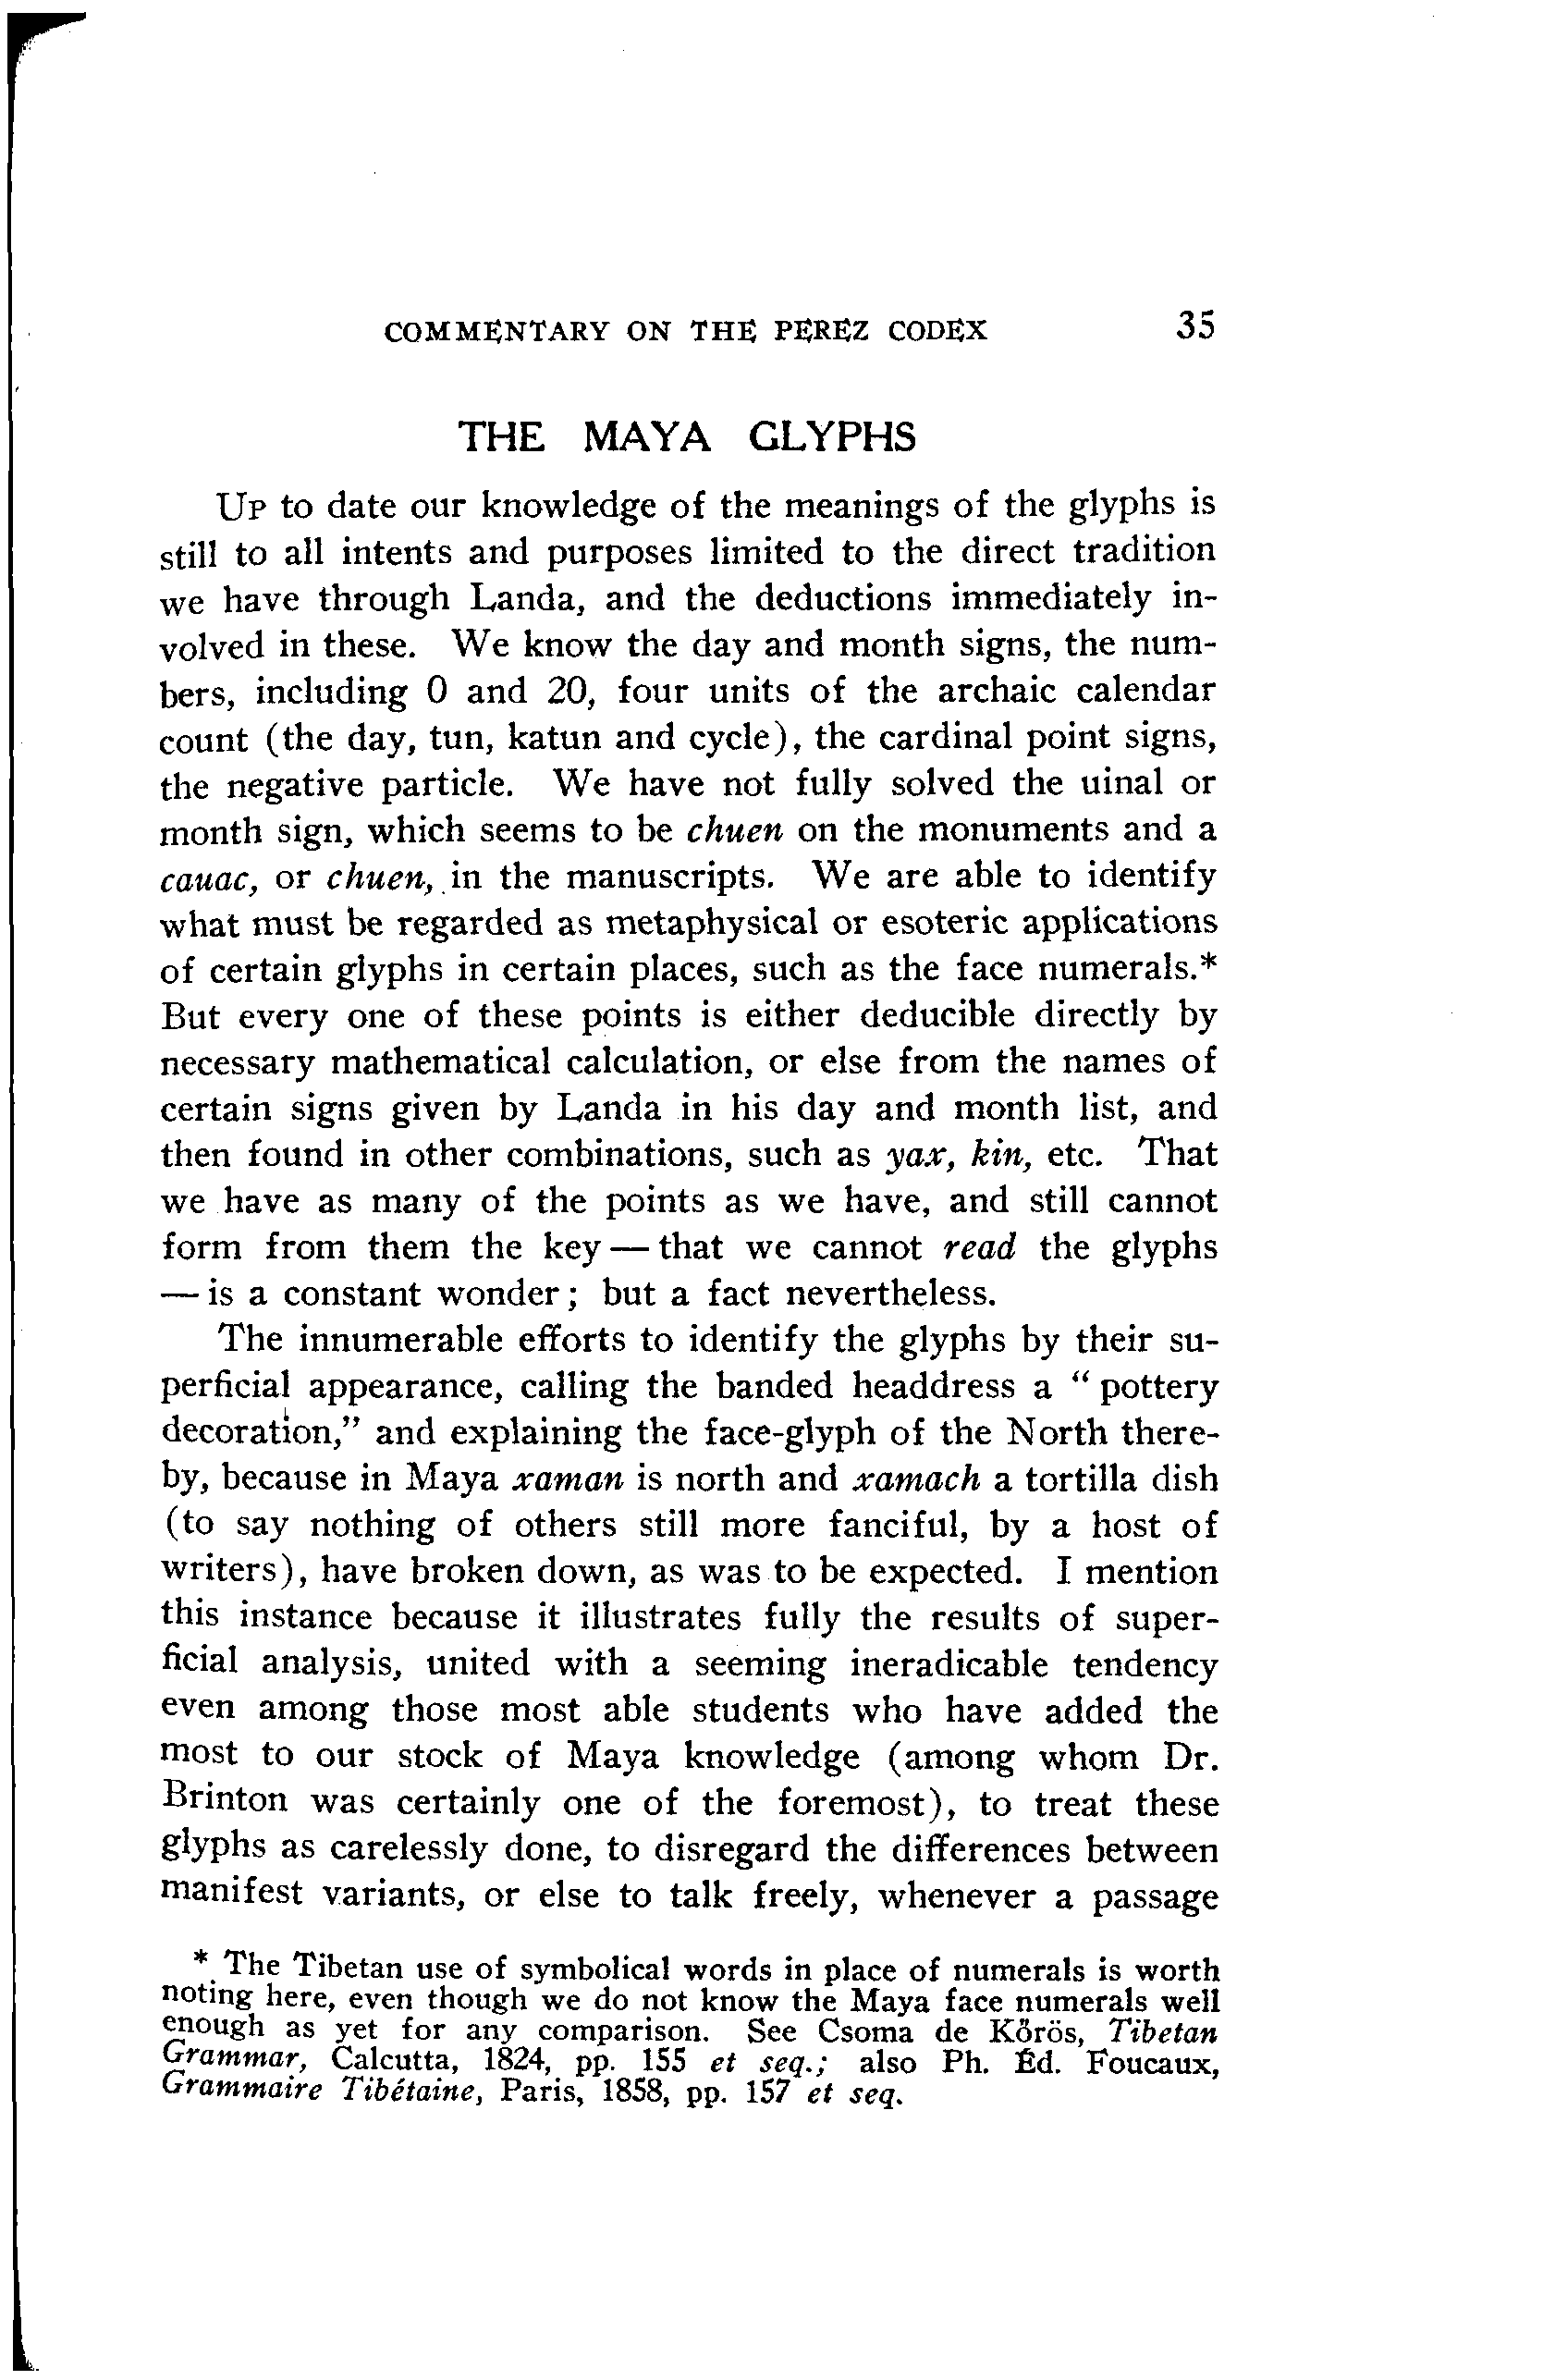 COMMENTARY ON THE PEREZ CODEX 35
THE MAYA GLYPHS
Up to date our knowledge of the meanings of the glyphs is
still to all intents and purposes limited to the direct tradition
we have through Landa, and the deductions immediately in-
volved in these. We know the day and month signs, the num-
bers, including 0 and 20, four units of the archaic calendar
count (the day, tun, katun and cycle), the cardinal point signs,
the negative particle. We have not fully solved the uinal or
month sign, which seems to be chuen on the monuments and a
cauac, or chuen, in the manuscripts. We are able to identify
what must be regarded as metaphysical or esoteric applications
of certain glyphs in certain places, such as the face numerals.*
But every one of these points is either deducible directly by
necessary mathematical calculation, or else from the names of
certain signs given by Landa in his day and month list, and
then found in other combinations, such as yax, kin, etc. That
we have as many of the points as we have, and still cannot
form from them the key — that we cannot read the glyphs
— is a constant wonder; but a fact nevertheless.
The innumerable efforts to identify the glyphs by their su-
perficial appearance, calling the banded headdress a "pottery
decoration," and explaining the face-glyph of the North there-
by, because in Maya xaman is north and xamach a tortilla dish
(to say nothing of others still more fanciful, by a host of
writers), have broken down, as was to be expected. I mention
this instance because it illustrates fully the results of super-
ficial analysis, united with a seeming ineradicable tendency
even among those most able students who have added the
most to our stock of Maya knowledge (among whom Dr.
Brinton was certainly one of the foremost), to treat these
glyphs as carelessly done, to disregard the differences between
manifest variants, or else to talk freely, whenever a passage
* The Tibetan use of symbolical words in place of numerals is worth
noting here, even though we do not know the Maya face numerals well
enough as yet for any comparison. See Csoma de Kőrös, Tibetan
Grammar, Calcutta, 1824, pp. 155 et seq.; also Ph. Éd. Foucaux,
Grammaire Tibétaine, Paris, 1858, pp. 157 et seq.